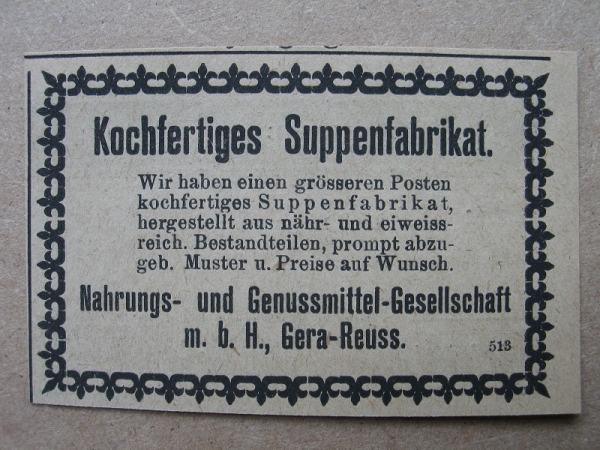 Kochfertiges Suppenfabrikat.
Wir haben einen grösseren Posten
kochfertiges Suppenfabrikat,
hergestellt aus nähr- und eiweiss-
reich. Bestandteilen, prompt abzu-
geb. Muster u. Preise auf Wunsch.
Nahrungs- und Genussmittel-Gesellschaft
m. b. H., Gera-Reuss.
513